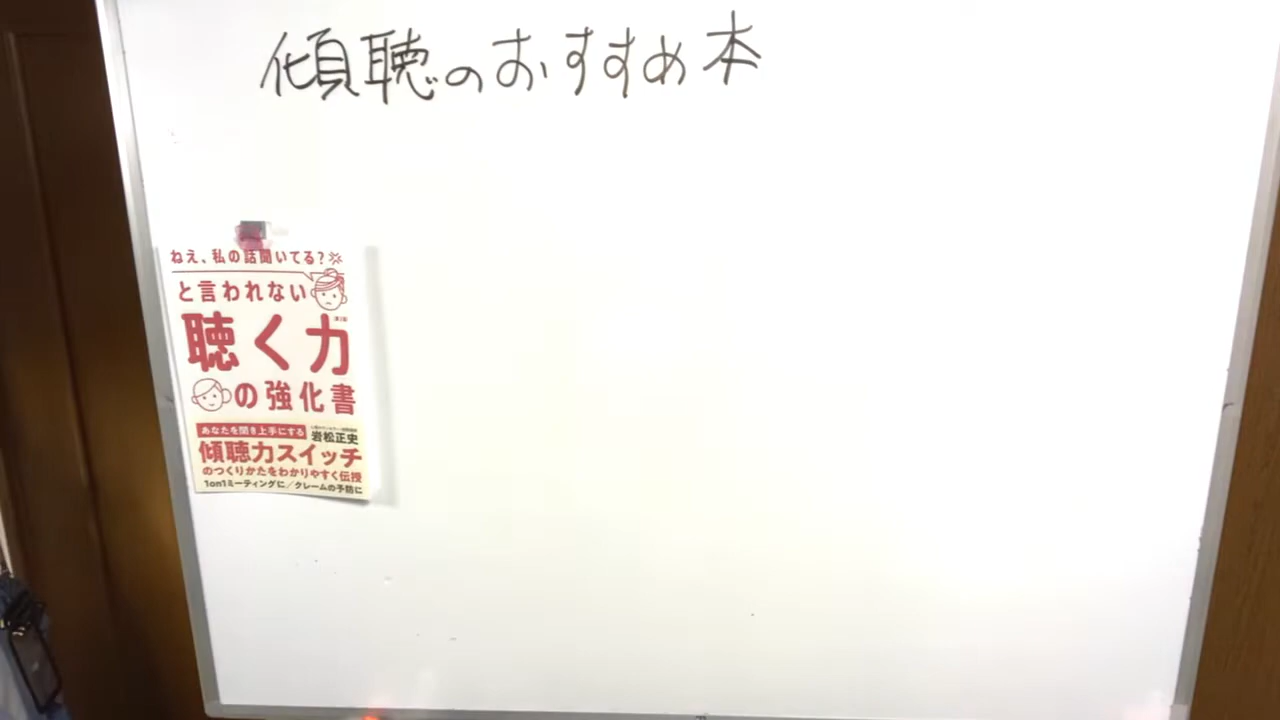 傾聴のおすすめ本
ねえ、私の話聞いてる?
と言われない
聴く力
の強化書
あなたを聞き上手にする
岩松正史
傾聴力スイッチ
のつくりかたをわかりやすく伝授
1on1ミーティングに/クレームの予防に